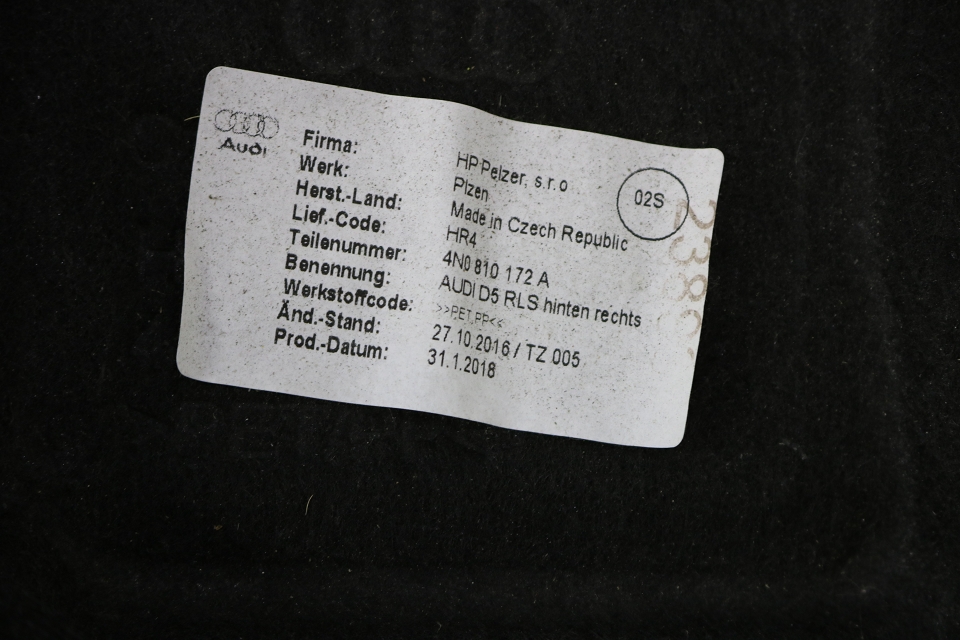 Audi
Firma: HP Pelzer, s.r.o
Werk: Plzen
Herst.-Land: Made in Czech Republic
Lief.-Code: HR4
Teilenummer: 4N0 810 172 A
Benennung: AUDI D5 RLS hinten rechts
Werkstoffcode: >>PET,PP<<
Änd.-Stand: 27.10.2016 / TZ 005
Prod.-Datum: 31.1.2018
02S